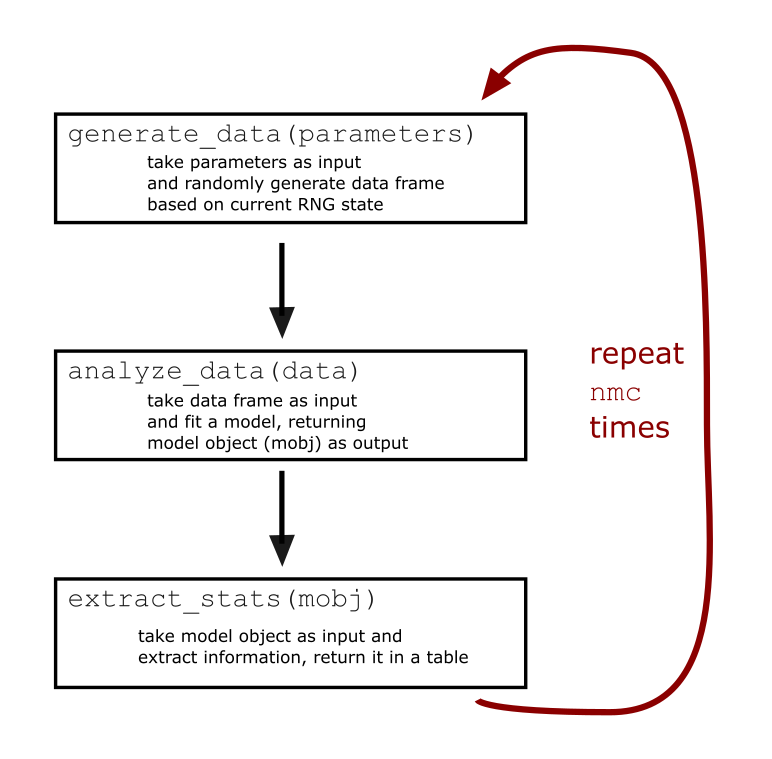 generate_data(parameters)
take parameters as input
and randomly generate data frame
based on current RNG state
analyze_data(data)
take data frame as input
and fit a model, returning
model object (mobj) as output
repeat
nmc
times
extract_stats(mobj)
take model object as input and
extract information, return it in a table